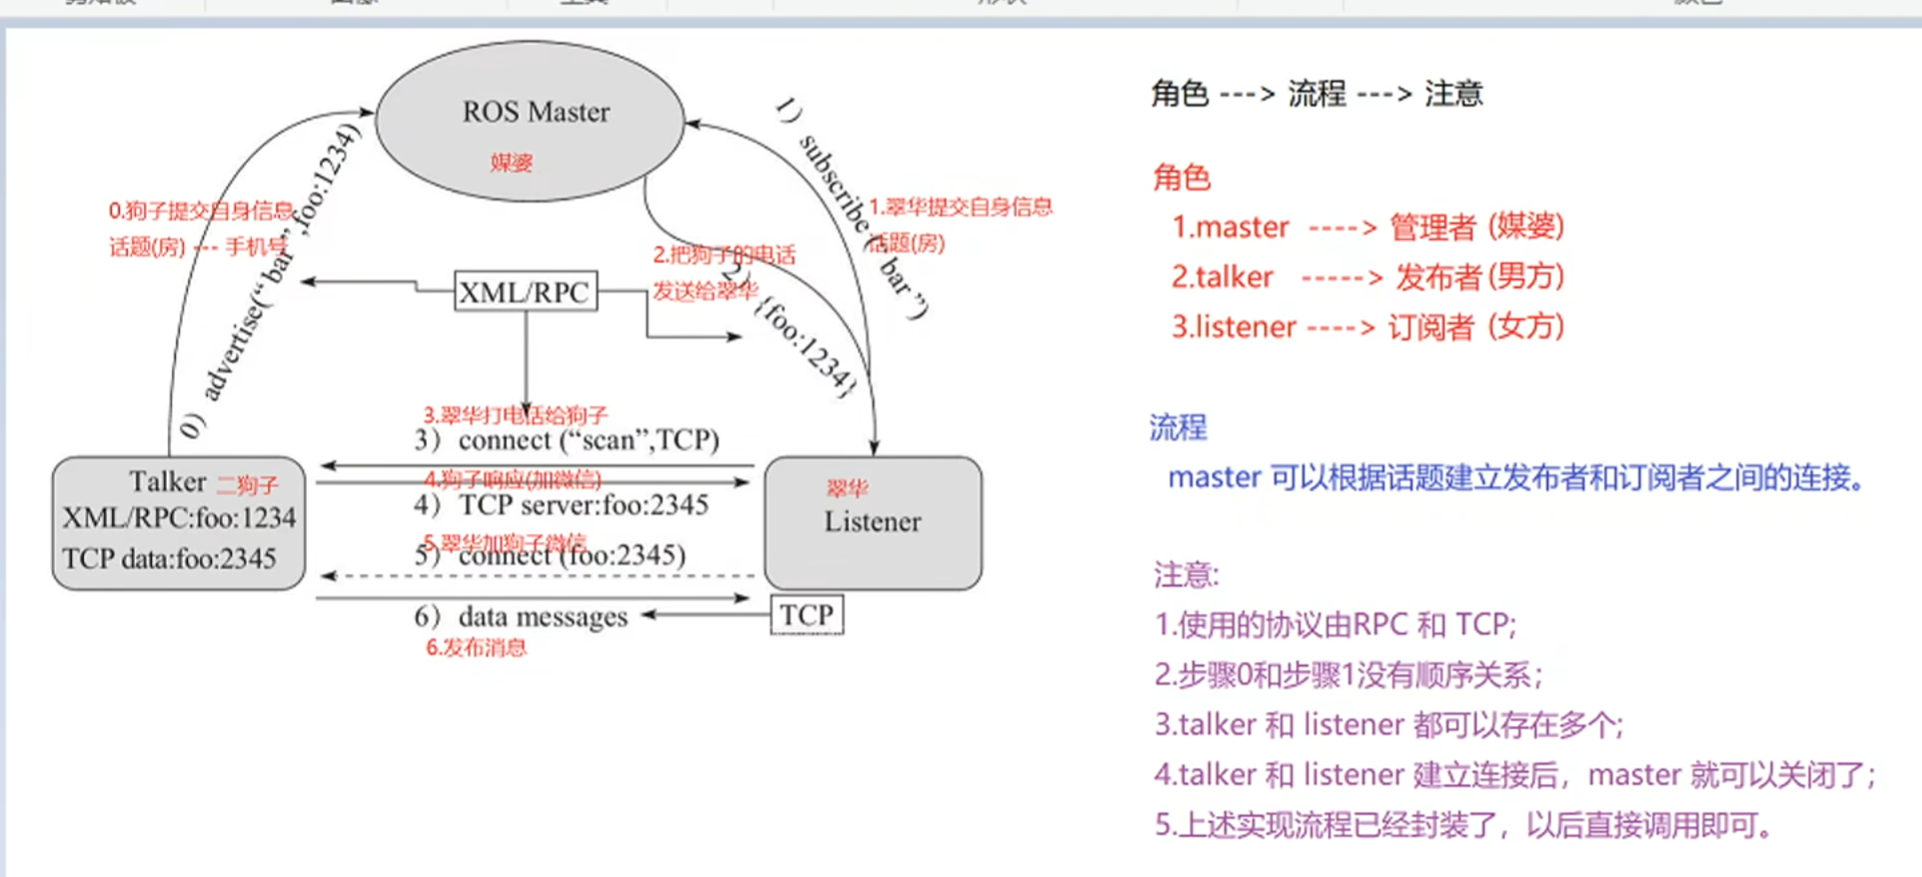 ROS Master
媒婆
0.狗子提交自身信息
话题(房) --- 手机号
0）advertise(“bar”,foo:1234)
1）subscribe（“bar”）
1.翠华提交自身信息
话题(房)
2.把狗子的电话
发送给翠华
2）{foo:1234}
XML/RPC
3.翠华打电话给狗子
3）connect (“scan”,TCP)
4.狗子响应(加微信)
4）TCP server:foo:2345
5.翠华加狗子微信
5）connect (foo:2345)
6）data messages
6.发布消息
TCP
Talker 二狗子
XML/RPC:foo:1234
TCP data:foo:2345
翠华
Listener
角色 ---> 流程 ---> 注意
角色
1.master ----> 管理者 (媒婆)
2.talker -----> 发布者 (男方)
3.listener ----> 订阅者 (女方)
流程
master 可以根据话题建立发布者和订阅者之间的连接。
注意:
1.使用的协议由RPC 和 TCP;
2.步骤0和步骤1没有顺序关系；
3.talker 和 listener 都可以存在多个;
4.talker 和 listener 建立连接后，master 就可以关闭了；
5.上述实现流程已经封装了，以后直接调用即可。